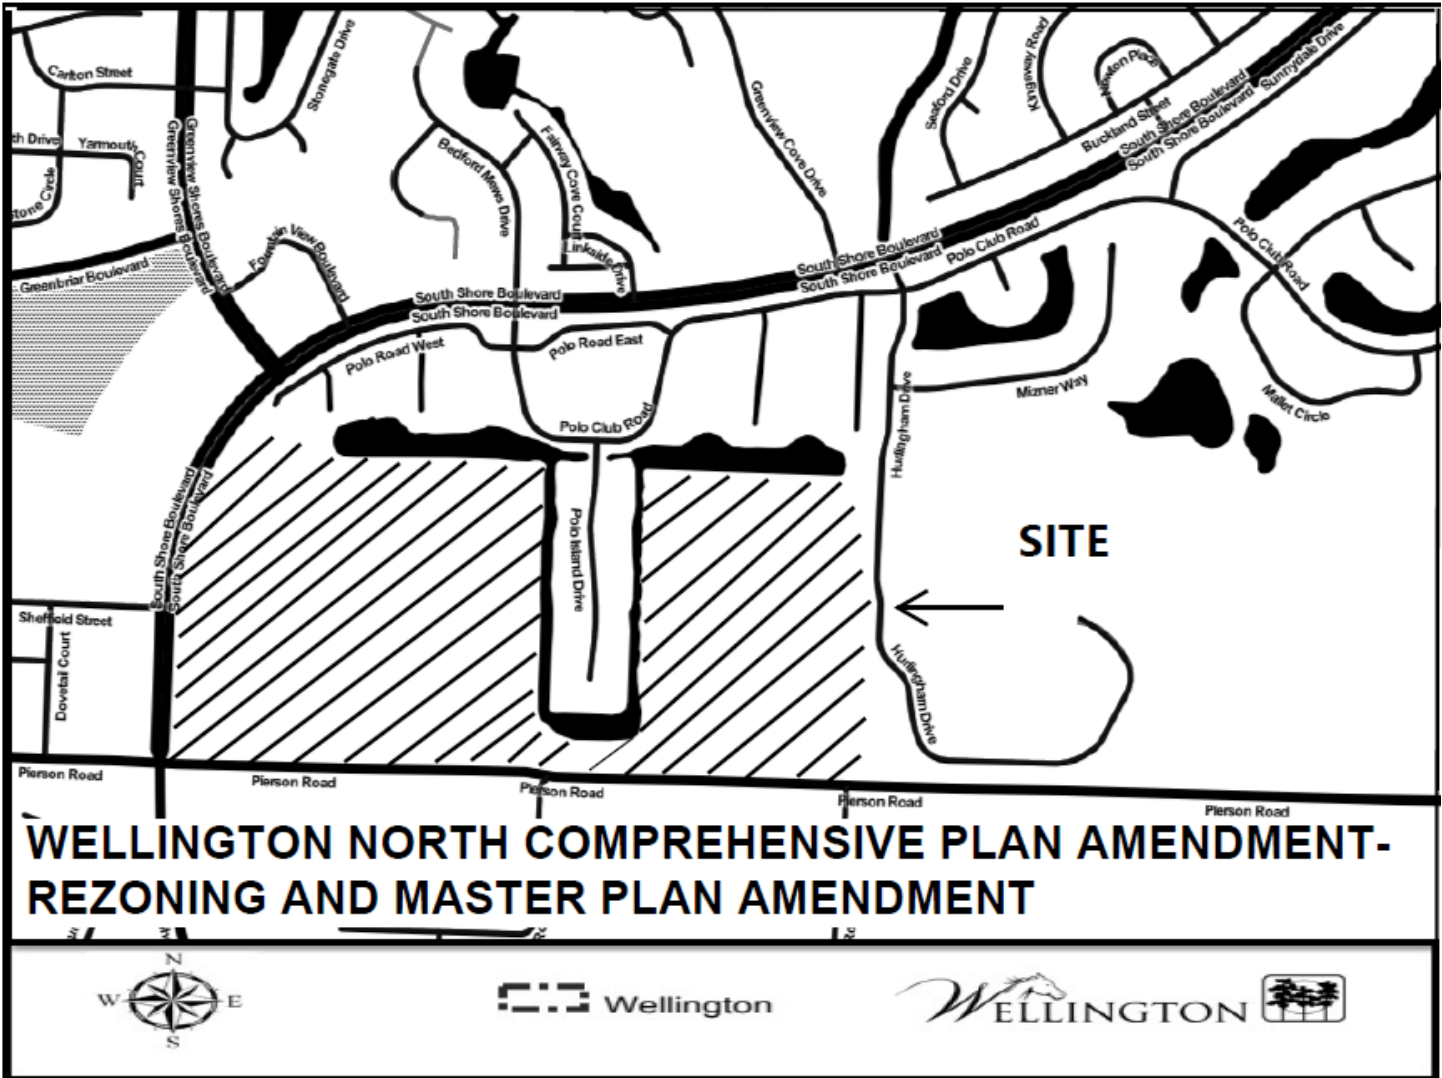 Carlton Street
Stonegate Drive
th Drive
Yarmouth
Court
stone Circle
Greenview Shores Boulevard
Greenview Shores Boulevard
Greenbriar Boulevard
Fountain View Boulevard
Bedford Mews Drive
Fairway Cove Court
Linkside Drive
Greenview Cove Drive
Seaford Drive
Kingsway Road
Newton Place
Buckland Street
South Shore Boulevard
South Shore Boulevard
Sunnydale Drive
South Shore Boulevard
South Shore Boulevard
Polo Club Road
Polo Club Road
South Shore Boulevard
South Shore Boulevard
Polo Road West
Polo Road East
Polo Club Road
Hurlingham Drive
Mizner Way
Mallet Circle
South Shore Boulevard
South Shore Boulevard
Polo Island Drive
SITE
Sheffield Street
Dovetail Court
Hurlingham Drive
Pierson Road
Pierson Road
Pierson Road
Pierson Road
Pierson Road
WELLINGTON NORTH COMPREHENSIVE PLAN AMENDMENT-
REZONING AND MASTER PLAN AMENDMENT
N
W
E
S
Wellington
WELLINGTON